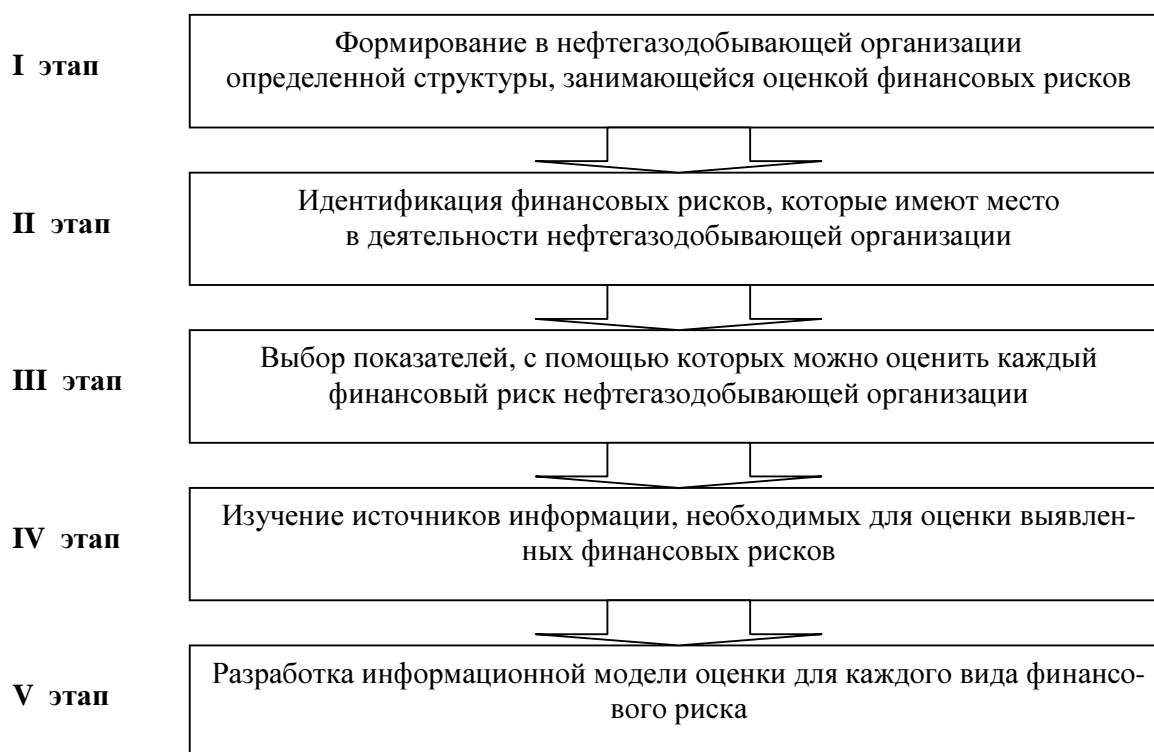 I этап
Формирование в нефтегазодобывающей организации
определенной структуры, занимающейся оценкой финансовых рисков
II этап
Идентификация финансовых рисков, которые имеют место
в деятельности нефтегазодобывающей организации
III этап
Выбор показателей, с помощью которых можно оценить каждый
финансовый риск нефтегазодобывающей организации
IV этап
Изучение источников информации, необходимых для оценки выявлен-
ных финансовых рисков
V этап
Разработка информационной модели оценки для каждого вида финансо-
вого риска